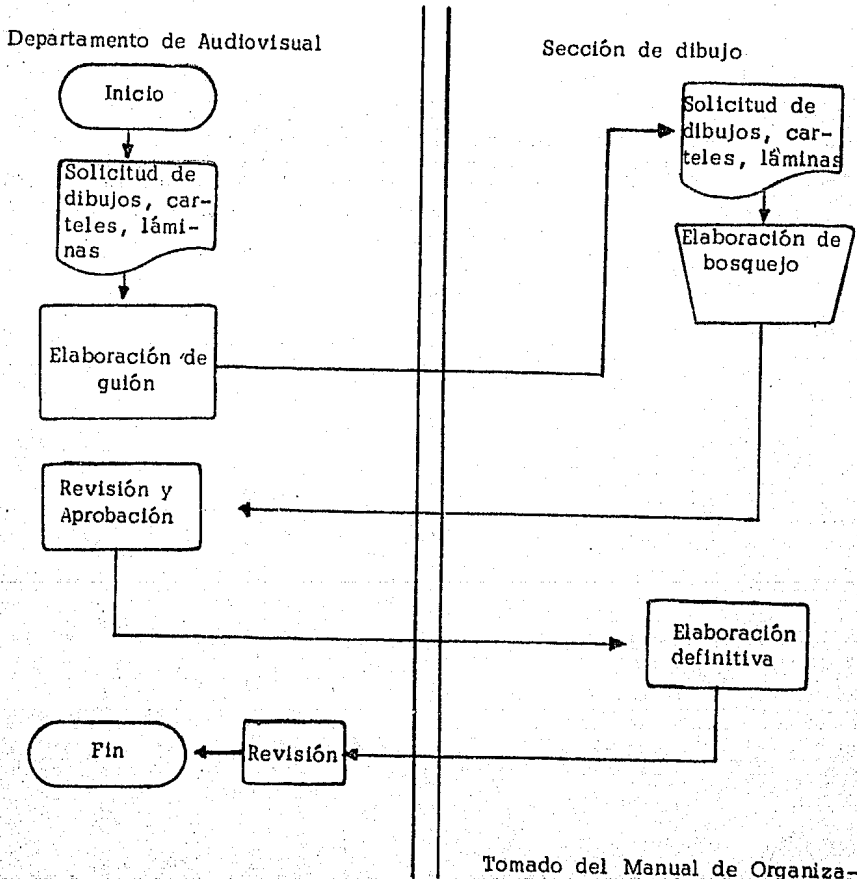 Departamento de Audiovisual
Sección de dibujo
Inicio
Solicitud de
dibujos, car-
teles, lámi-
nas
Elaboración de
guión
Solicitud de
dibujos, car-
teles, láminas
Elaboración de
bosquejo
Revisión y
Aprobación
Elaboración
definitiva
Revisión
Fin
Tomado del Manual de Organiza-